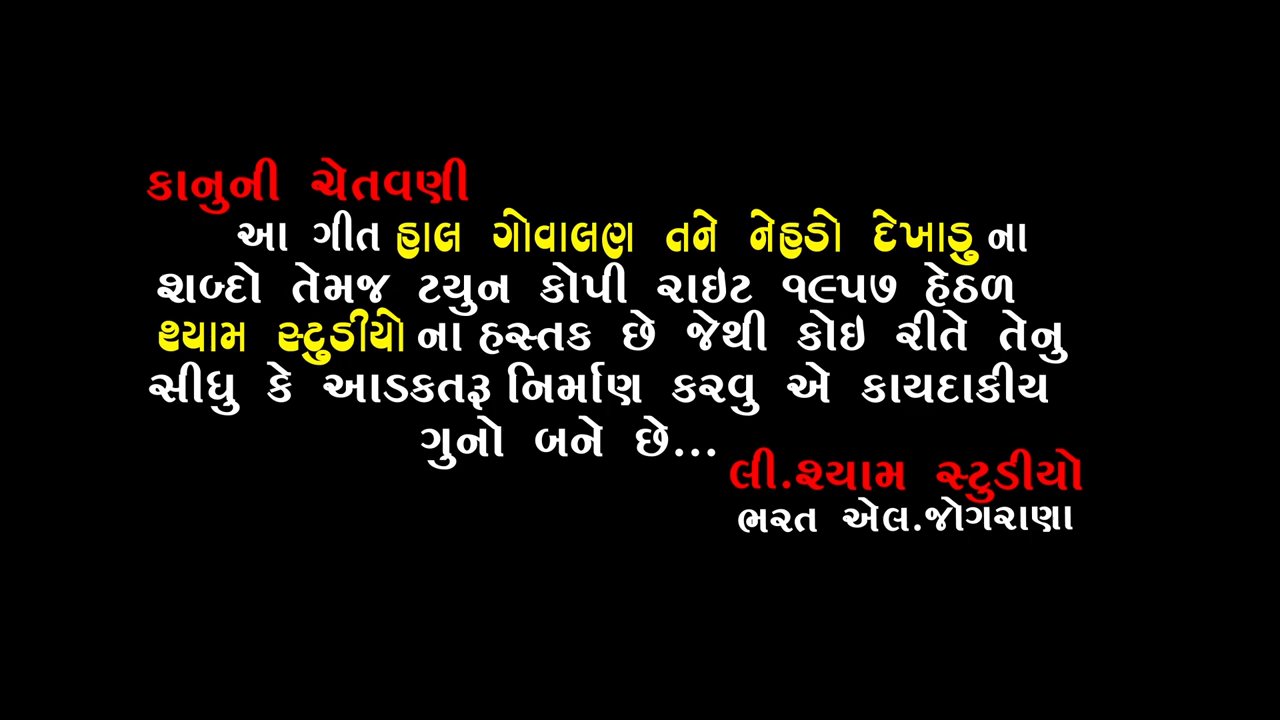 કાનુની ચેતવણી
આ ગીત હાલ ગોવાલણ તને નેહડો દેખાડુ ના
શબ્દો તેમજ ટયુન કોપી રાઇટ ૧૯૫૭ હેઠળ
શ્યામ સ્ટુડીયો ના હસ્તક છે જેથી કોઇ રીતે તેનુ
સીધુ કે આડકતરૂ નિર્માણ કરવુ એ કાયદાકીય
ગુનો બને છે...
લી.શ્યામ સ્ટુડીયો
ભરત એલ.જોગરાણા